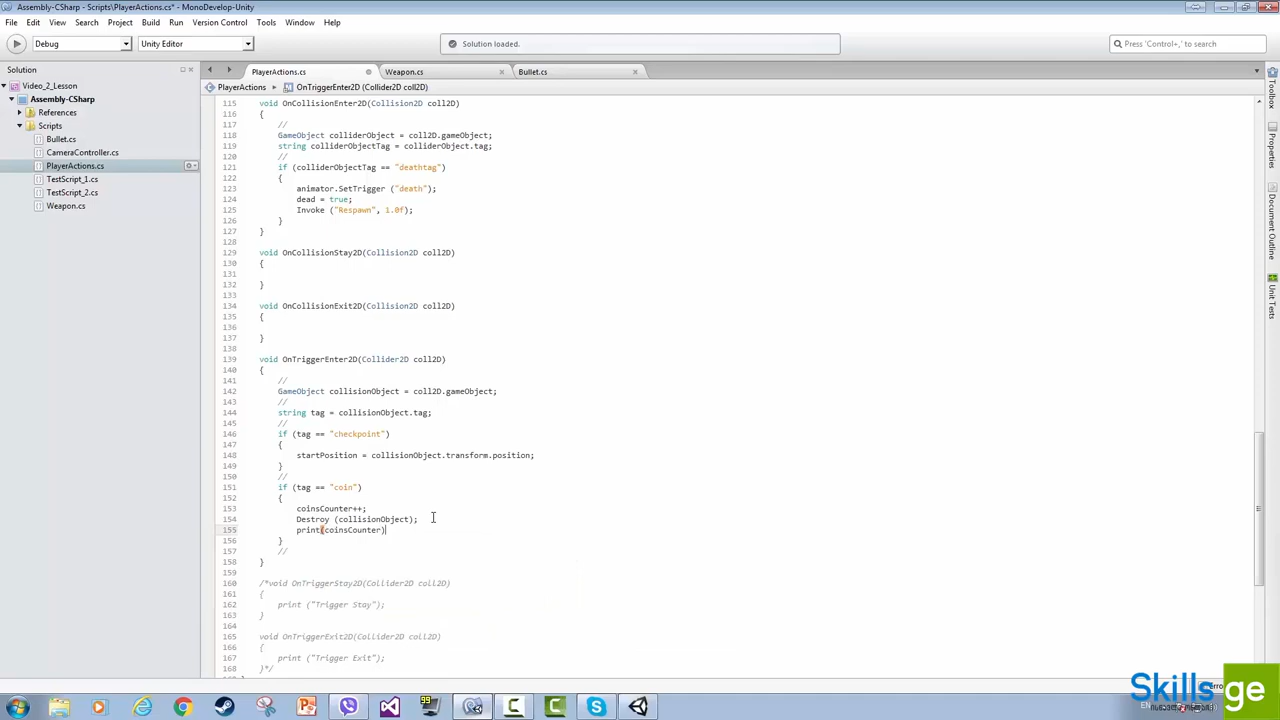 Assembly-CSharp - Scripts\PlayerActions.cs* - MonoDevelop-Unity
File Edit View Search Project Build Run Version Control Tools Window Help
Debug Unity Editor Solution loaded. Press 'Control+,' to search
Solution PlayerActions.cs Weapon.cs Bullet.cs
Video_2_Lesson PlayerActions OnTriggerEnter2D (Collider2D coll2D)
Assembly-CSharp
References
Scripts
Bullet.cs
CameraController.cs
PlayerActions.cs
TestScript_1.cs
TestScript_2.cs
Weapon.cs
115 void OnCollisionEnter2D(Collision2D coll2D)
116 {
117 //
118 GameObject colliderObject = coll2D.gameObject;
119 string colliderObjectTag = colliderObject.tag;
120 //
121 if (colliderObjectTag == "deathtag")
122 {
123 animator.SetTrigger ("death");
124 dead = true;
125 Invoke ("Respawn", 1.0f);
126 }
127 }
128
129 void OnCollisionStay2D(Collision2D coll2D)
130 {
131
132 }
133
134 void OnCollisionExit2D(Collision2D coll2D)
135 {
136
137 }
138
139 void OnTriggerEnter2D(Collider2D coll2D)
140 {
141 //
142 GameObject collisionObject = coll2D.gameObject;
143 //
144 string tag = collisionObject.tag;
145 //
146 if (tag == "checkpoint")
147 {
148 startPosition = collisionObject.transform.position;
149 }
150 //
151 if (tag == "coin")
152 {
153 coinsCounter++;
154 Destroy (collisionObject);
155 print(coinsCounter)
156 }
157 //
158 }
159
160 /*void OnTriggerStay2D(Collider2D coll2D)
161 {
162 print ("Trigger Stay");
163 }
164
165 void OnTriggerExit2D(Collider2D coll2D)
166 {
167 print ("Trigger Exit");
168 }*/
Toolbox
Properties
Document Outline
Unit Tests
Skills ge
99